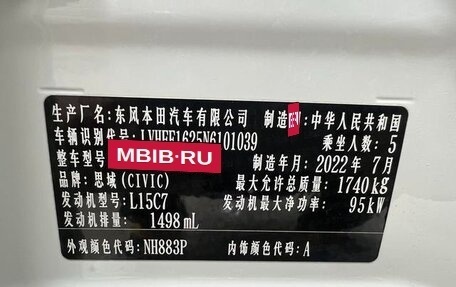 生产厂名:东风本田汽车有限公司 制造 :中华人民共和国
车辆识别代号:LVHFE1625N6101039 乘坐人数: 5
整车型号 MBIB·RU 制造年月:2022年 7月
品牌:思域(CIVIC) 最大允许总质量: 1740kg
发动机型号:L15C7 发动机最大净功率: 95kW
发动机排量: 1498 mL
外观颜色代码:NH883P 内饰颜色代码:A